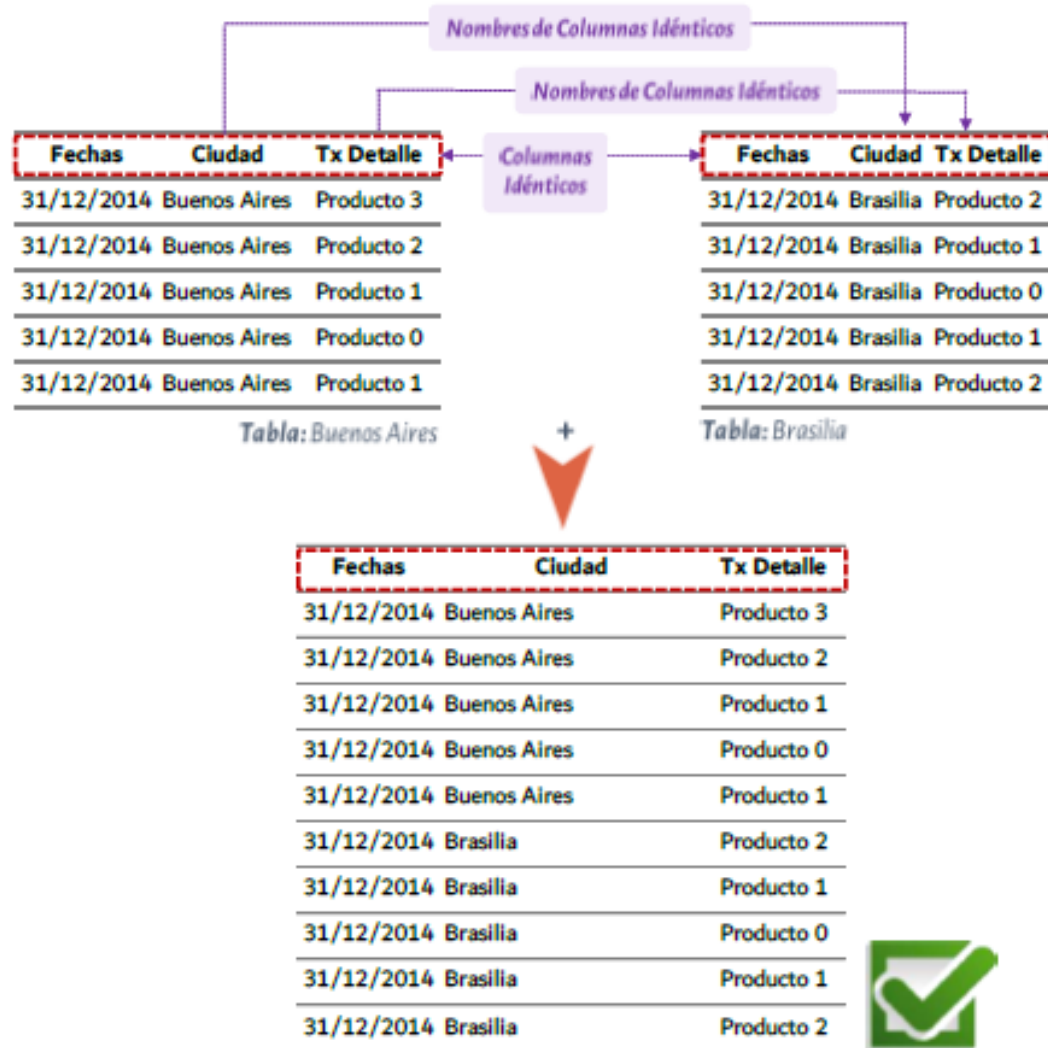 Nombres de Columnas Idénticos
Nombres de Columnas Idénticos
Columnas
Idénticos
Fechas Ciudad Tx Detalle
31/12/2014 Buenos Aires Producto 3
31/12/2014 Buenos Aires Producto 2
31/12/2014 Buenos Aires Producto 1
31/12/2014 Buenos Aires Producto 0
31/12/2014 Buenos Aires Producto 1
Tabla: Buenos Aires
+
Fechas Ciudad Tx Detalle
31/12/2014 Brasilia Producto 2
31/12/2014 Brasilia Producto 1
31/12/2014 Brasilia Producto 0
31/12/2014 Brasilia Producto 1
31/12/2014 Brasilia Producto 2
Tabla: Brasilia
Fechas Ciudad Tx Detalle
31/12/2014 Buenos Aires Producto 3
31/12/2014 Buenos Aires Producto 2
31/12/2014 Buenos Aires Producto 1
31/12/2014 Buenos Aires Producto 0
31/12/2014 Buenos Aires Producto 1
31/12/2014 Brasilia Producto 2
31/12/2014 Brasilia Producto 1
31/12/2014 Brasilia Producto 0
31/12/2014 Brasilia Producto 1
31/12/2014 Brasilia Producto 2